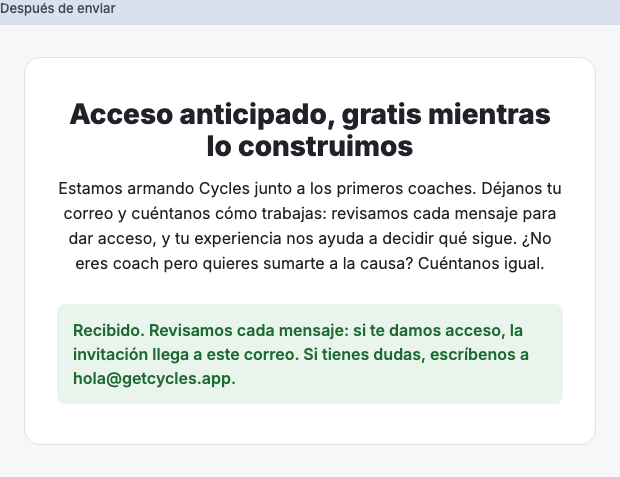 Después de enviar
Acceso anticipado, gratis mientras
lo construimos
Estamos armando Cycles junto a los primeros coaches. Déjanos tu
correo y cuéntanos cómo trabajas: revisamos cada mensaje para
dar acceso, y tu experiencia nos ayuda a decidir qué sigue. ¿No
eres coach pero quieres sumarte a la causa? Cuéntanos igual.
Recibido. Revisamos cada mensaje: si te damos acceso, la
invitación llega a este correo. Si tienes dudas, escríbenos a
hola@getcycles.app.